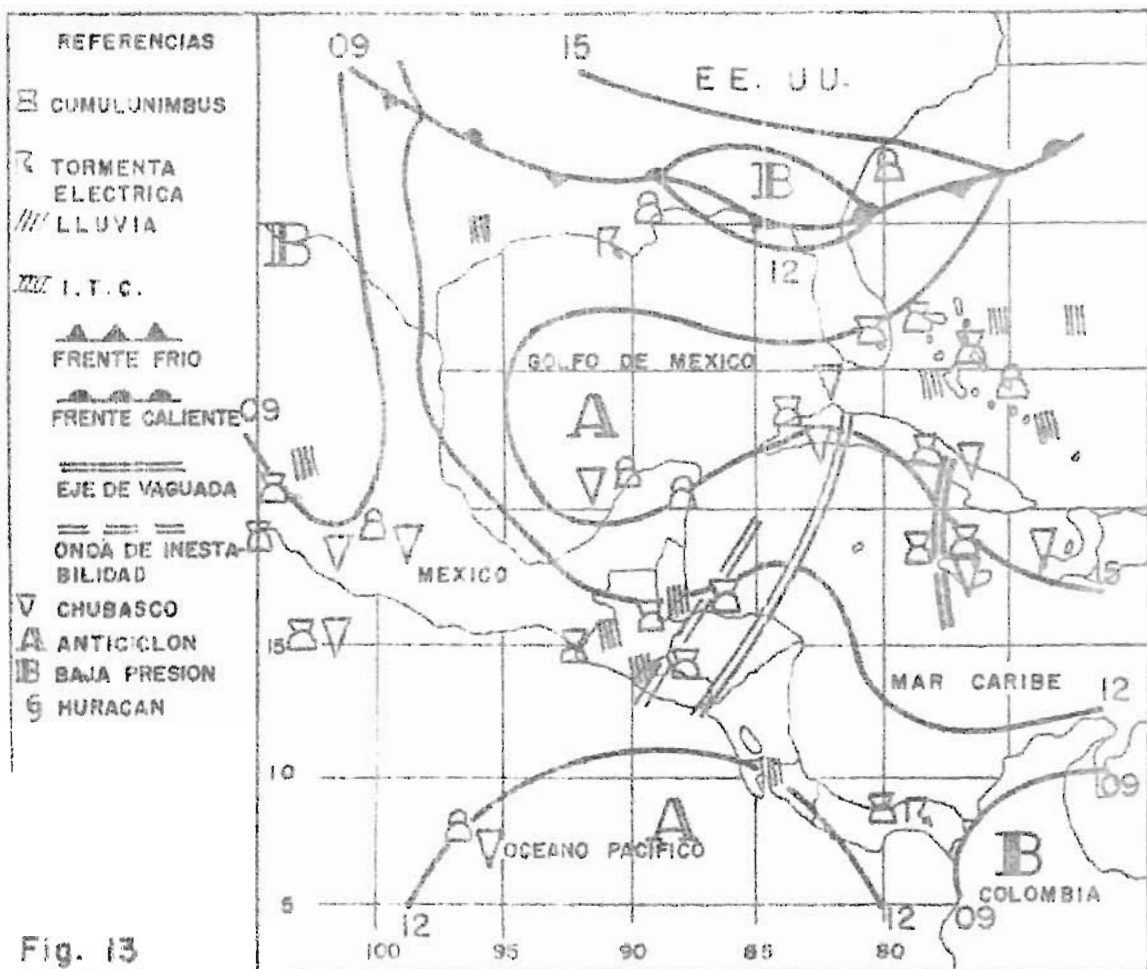 REFERENCIAS
CUMULUNIMBUS
TORMENTA
ELECTRICA
LLUVIA
I.T.C.
FRENTE FRIO
FRENTE CALIENTE
EJE DE VAGUADA
ONDA DE INESTA-
BILIDAD
CHUBASCO
A ANTICICLON
B BAJA PRESION
HURACAN
Fig. 13
09
15
EE. UU.
B
B
12
GOLFO DE MEXICO
09
A
MEXICO
15
15
MAR CARIBE
12
10
09
A
OCEANO PACIFICO
B
COLOMBIA
5
12
12
09
100
95
90
85
80